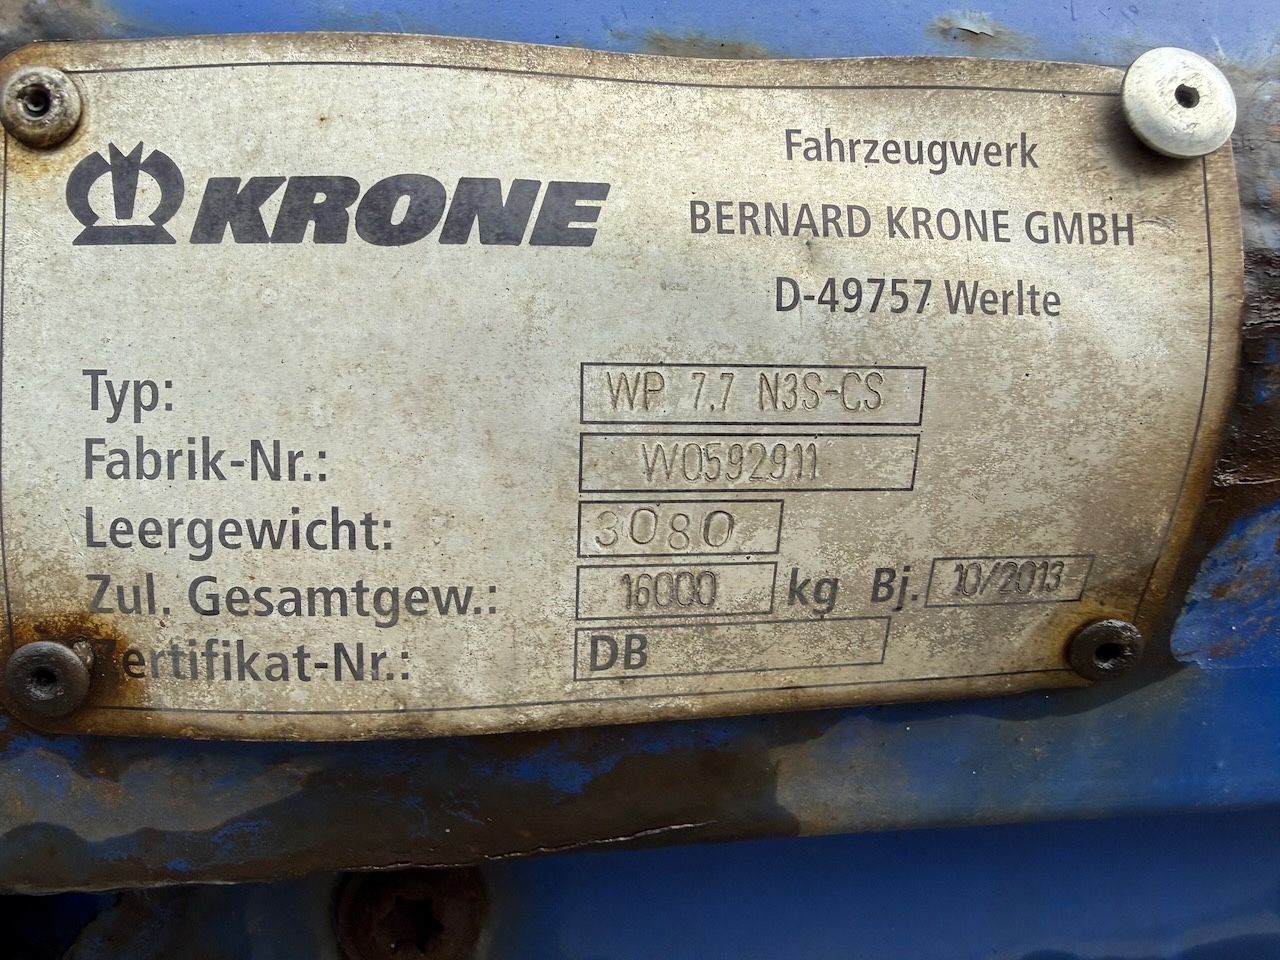 KRONE
Fahrzeugwerk
BERNARD KRONE GMBH
D-49757 Werlte
Typ: WP 7.7 N3S-CS
Fabrik-Nr.: W0592911
Leergewicht: 3080
Zul. Gesamtgew.: 16000 kg Bj. 10/2013
Zertifikat-Nr.: DB